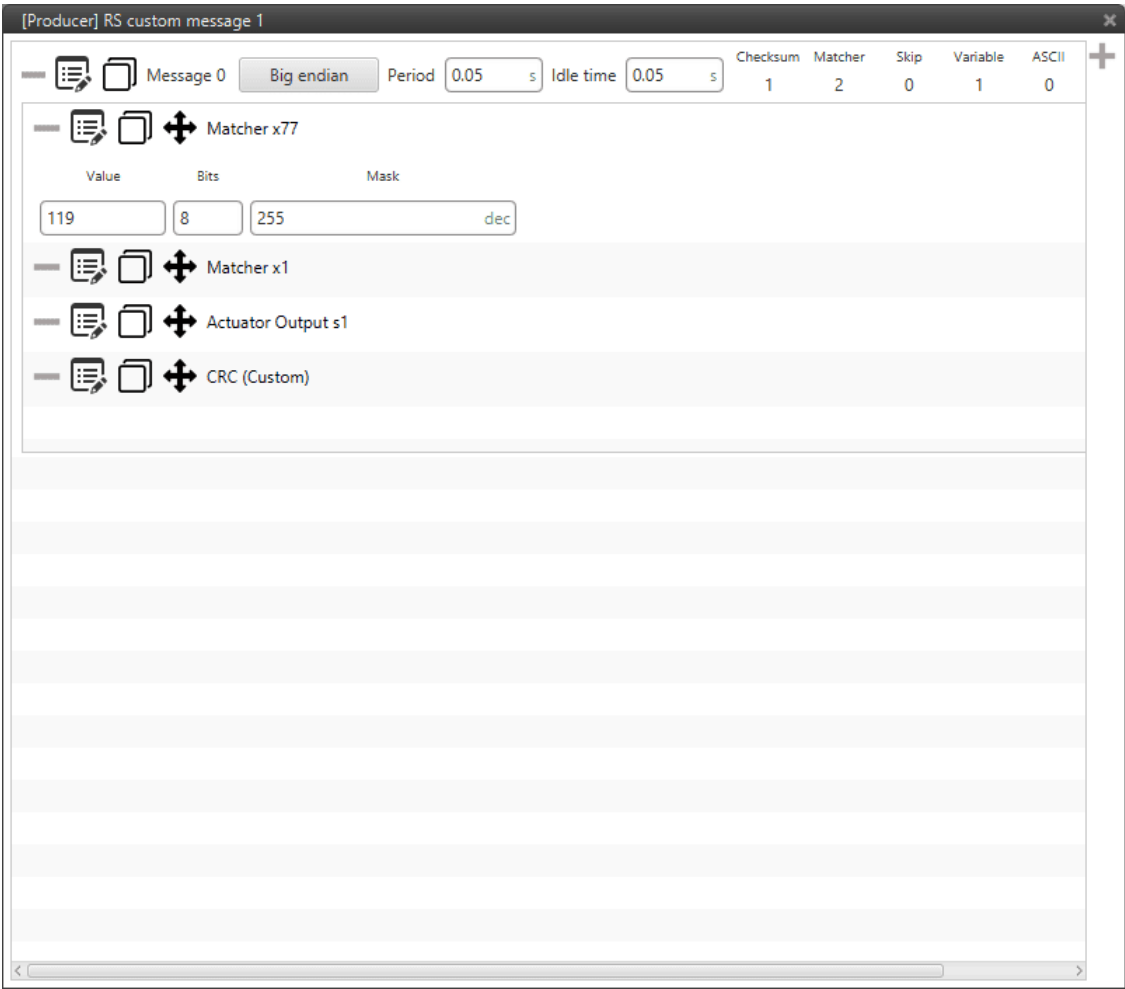 [Producer] RS custom message 1
Checksum Matcher Skip Variable ASCII
Message 0 Big endian Period 0.05 s Idle time 0.05 s
1 2 0 1 0
Matcher x77
Value Bits Mask
119 8 255 dec
Matcher x1
Actuator Output s1
CRC (Custom)